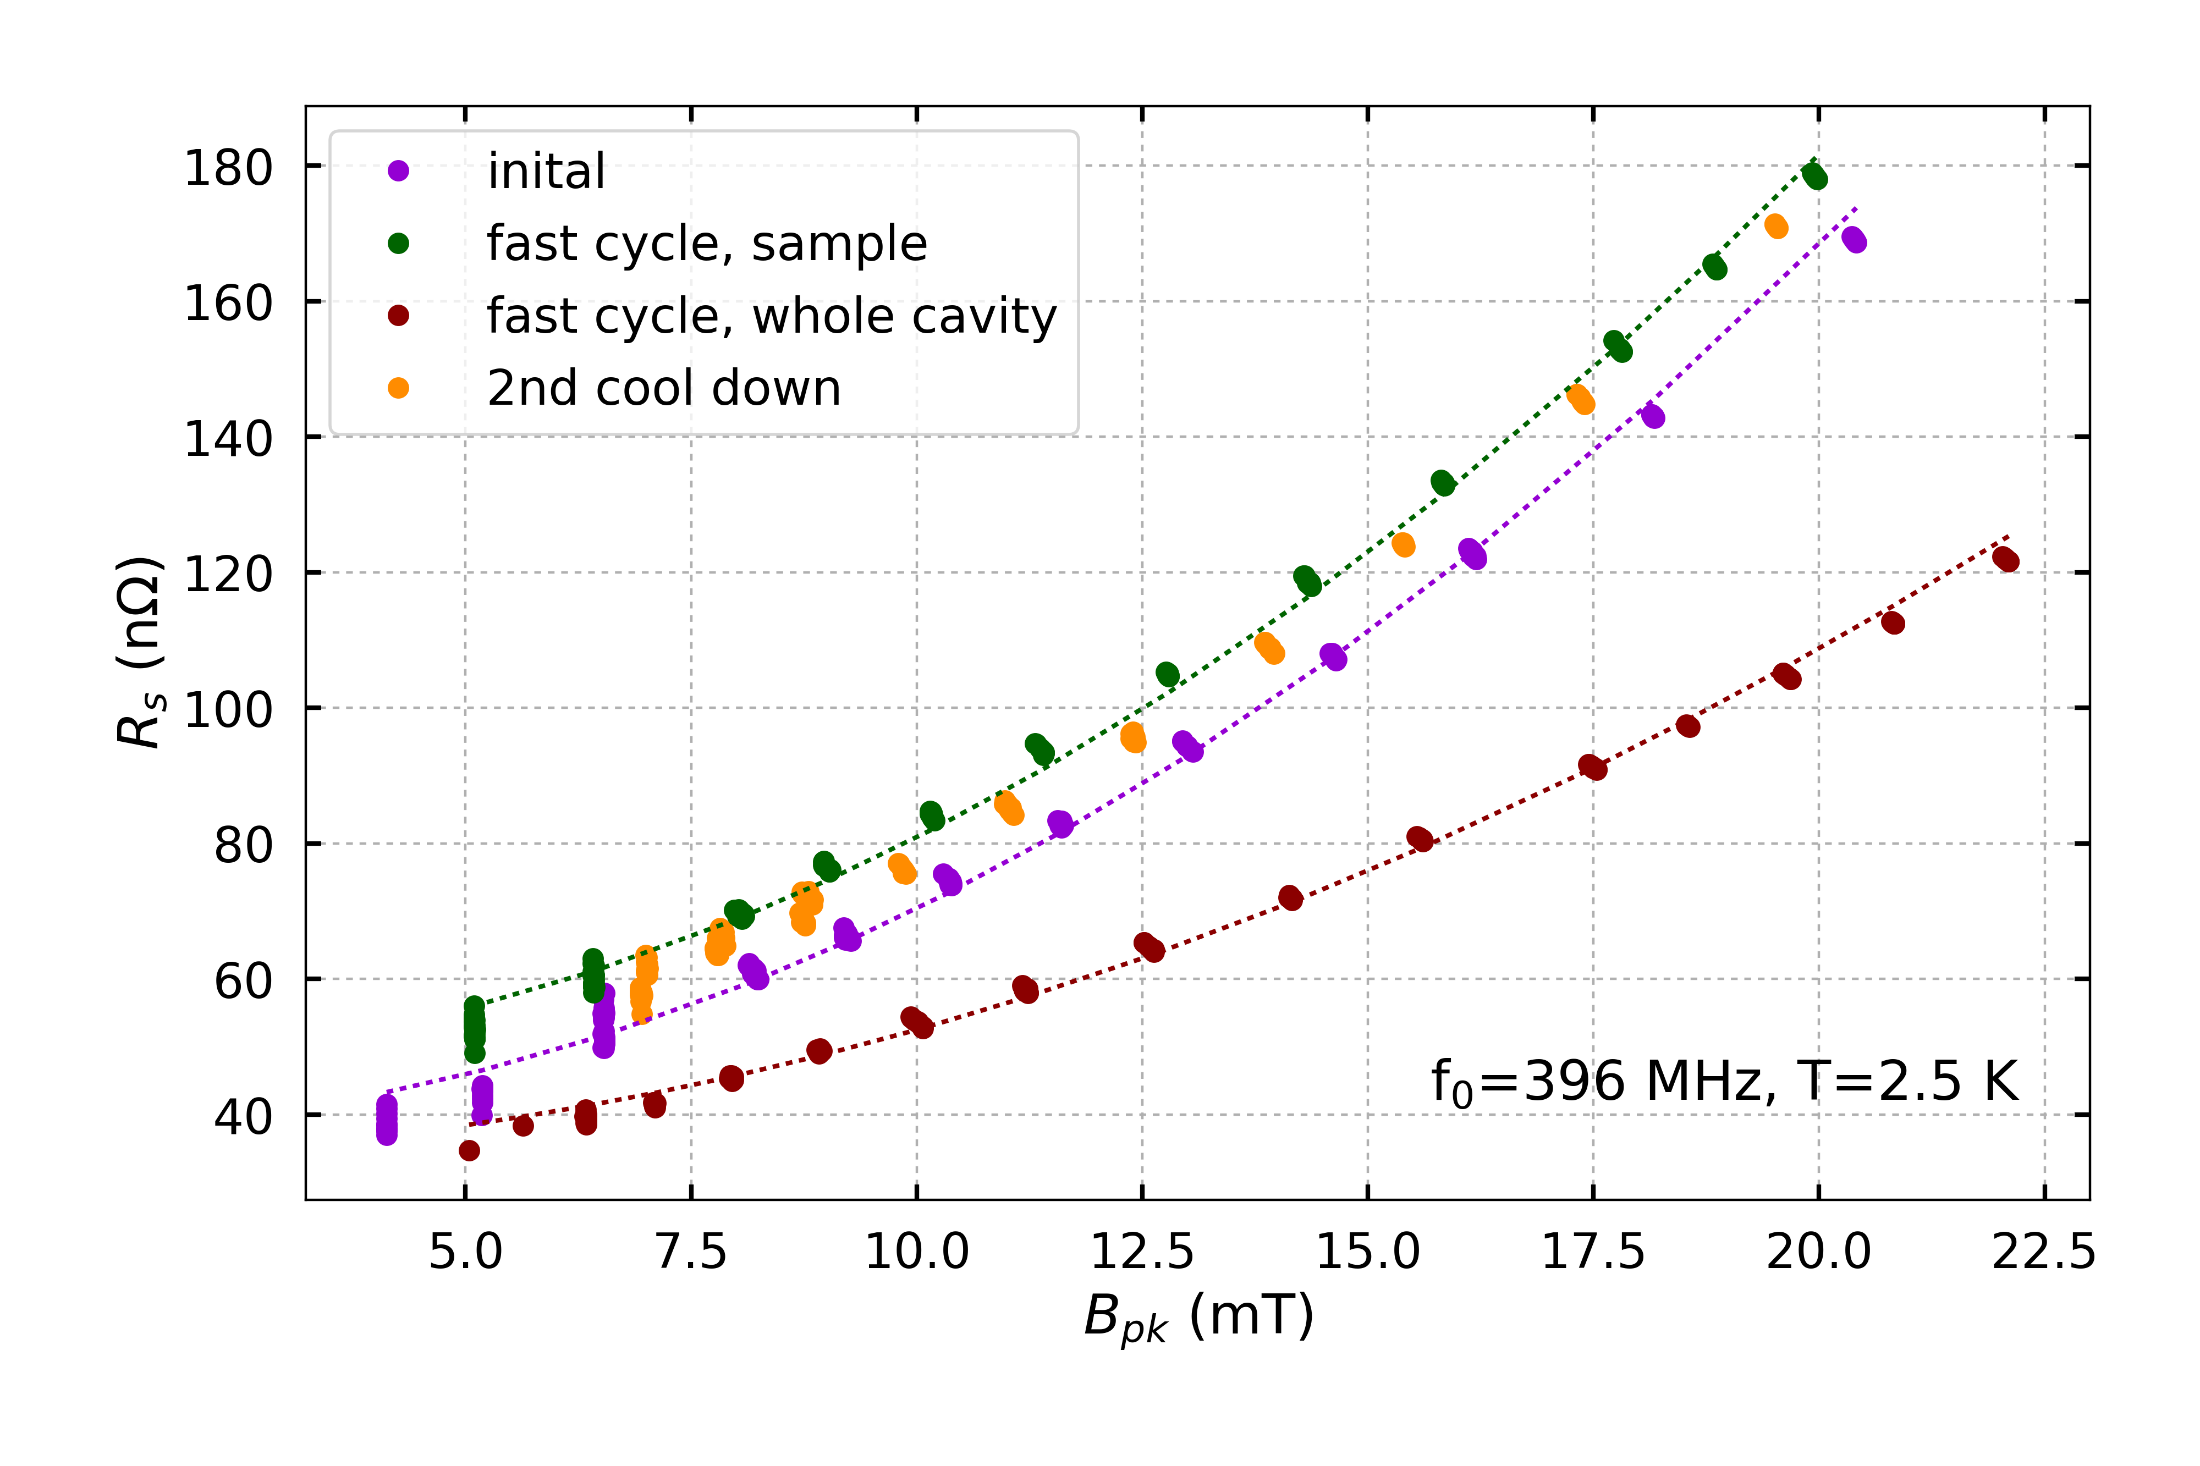 inital
fast cycle, sample
fast cycle, whole cavity
2nd cool down
180
160
140
120
100
80
60
40
R_s (nΩ)
f_0=396 MHz, T=2.5 K
5.0 7.5 10.0 12.5 15.0 17.5 20.0 22.5
B_pk (mT)